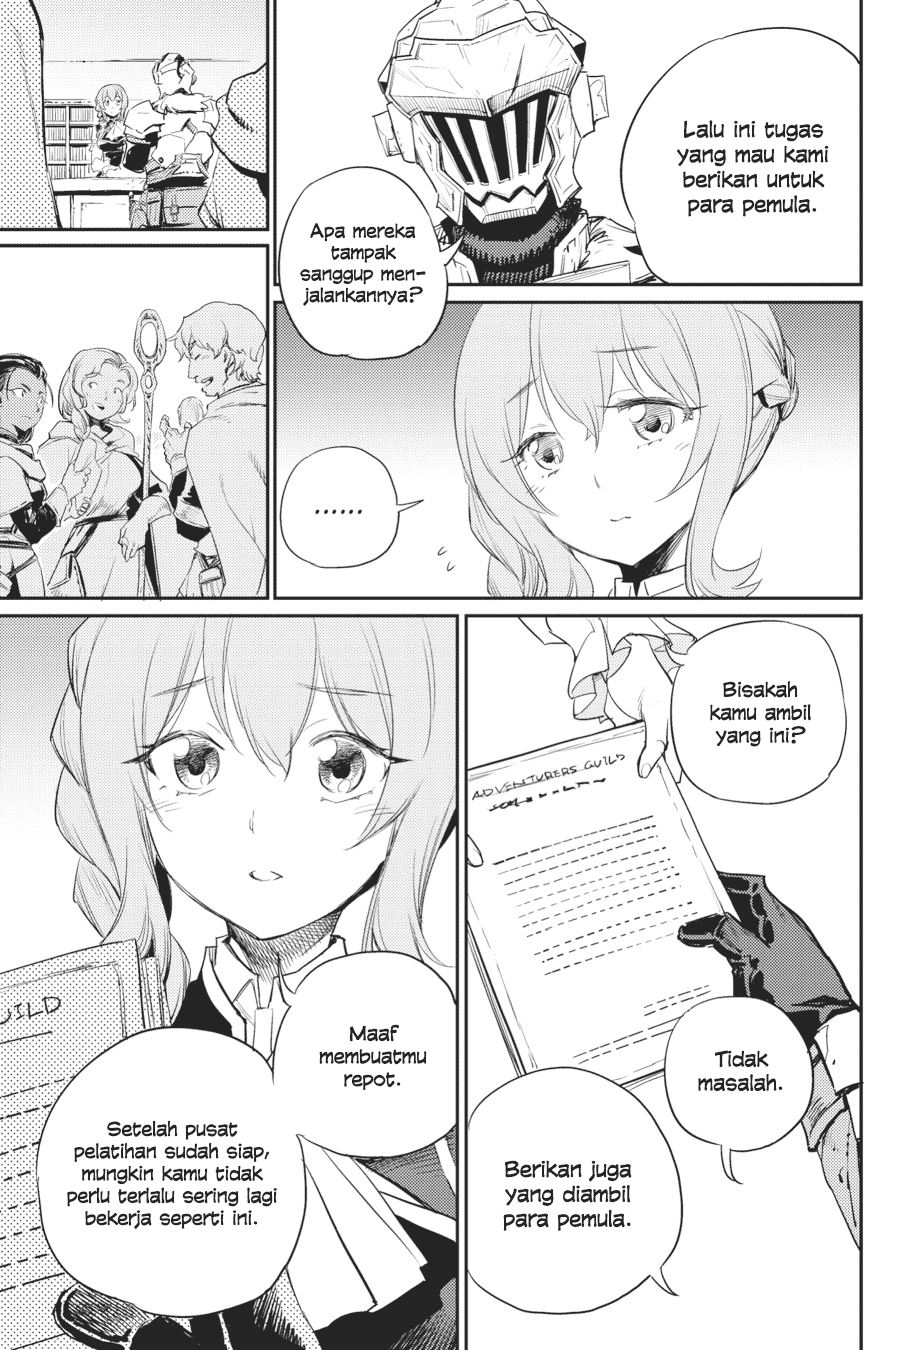 Lalu ini tugas
yang mau kami
berikan untuk
para pemula.
Apa mereka
tampak
sanggup men-
jalankannya?
......
Bisakah
kamu ambil
yang ini?
ADVENTURERS GUILD
Tidak
masalah.
Berikan juga
yang diambil
para pemula.
Maaf
membuatmu
repot.
UILD
Setelah pusat
pelatihan sudah siap,
mungkin kamu tidak
perlu terlalu sering lagi
bekerja seperti ini.